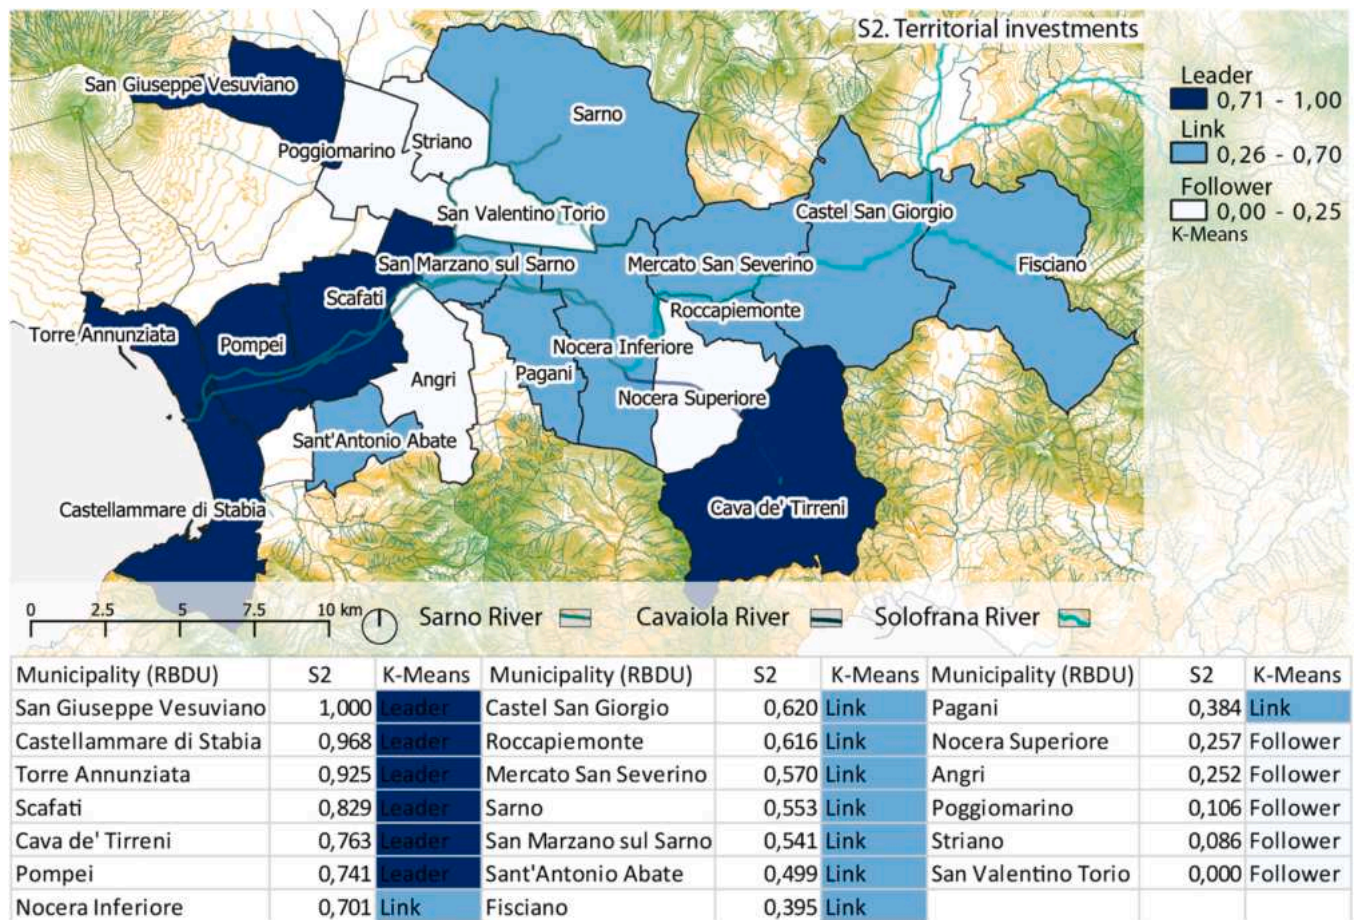 S2. Territorial investments
Leader
0,71 - 1,00
Link
0,26 - 0,70
Follower
0,00 - 0,25
K-Means
San Giuseppe Vesuviano
Sarno
Striano
Poggiomarino
San Valentino Torio
Castel San Giorgio
San Marzano sul Sarno
Mercato San Severino
Fisciano
Scafati
Roccapiemonte
Torre Annunziata
Pompei
Nocera Inferiore
Angri
Pagani
Nocera Superiore
Sant'Antonio Abate
Castellammare di Stabia
Cava de' Tirreni
0 2.5 5 7.5 10 km
Sarno River Cavaiola River Solofrana River
Municipality (RBDU) S2 K-Means Municipality (RBDU) S2 K-Means Municipality (RBDU) S2 K-Means
San Giuseppe Vesuviano 1,000 Leader Castel San Giorgio 0,620 Link Pagani 0,384 Link
Castellammare di Stabia 0,968 Leader Roccapiemonte 0,616 Link Nocera Superiore 0,257 Follower
Torre Annunziata 0,925 Leader Mercato San Severino 0,570 Link Angri 0,252 Follower
Scafati 0,829 Leader Sarno 0,553 Link Poggiomarino 0,106 Follower
Cava de' Tirreni 0,763 Leader San Marzano sul Sarno 0,541 Link Striano 0,086 Follower
Pompei 0,741 Leader Sant'Antonio Abate 0,499 Link San Valentino Torio 0,000 Follower
Nocera Inferiore 0,701 Link Fisciano 0,395 Link